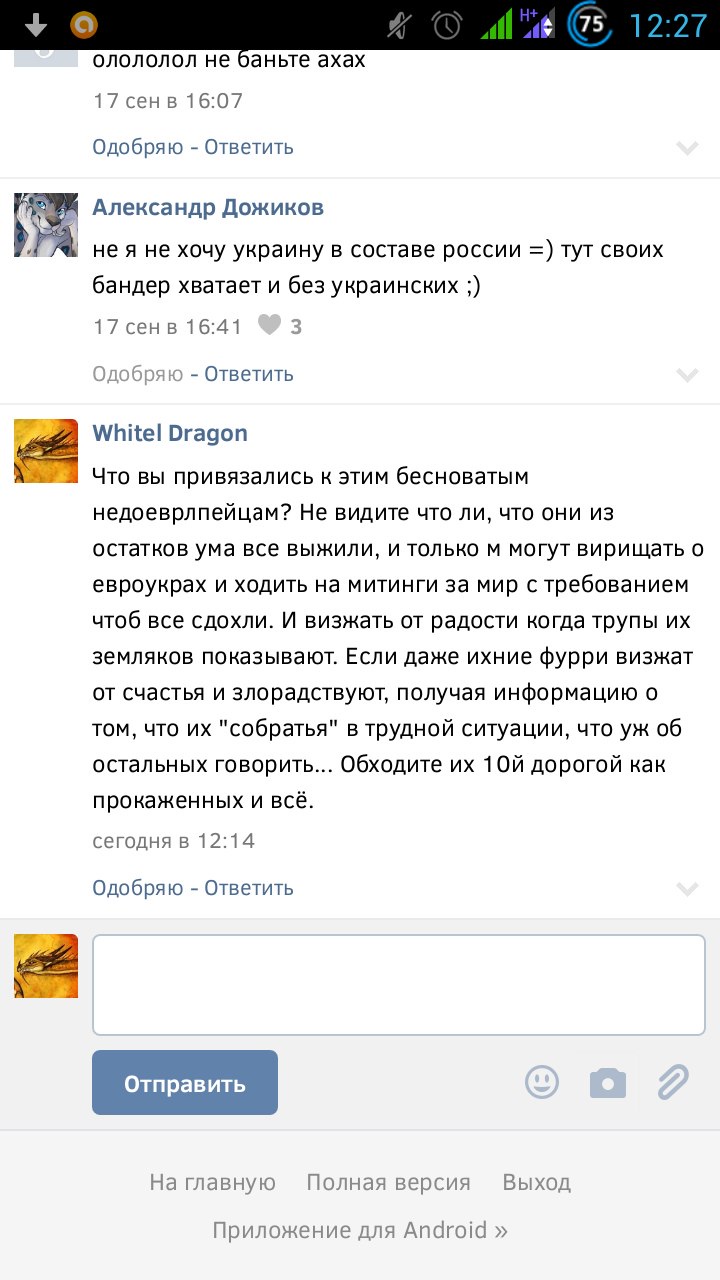 H+
75
12:27
олололол не баньте ахах
17 сен в 16:07
Одобряю - Ответить
Александр Дожиков
не я не хочу украину в составе россии =) тут своих
бандер хватает и без украинских ;)
17 сен в 16:41 3
Одобряю - Ответить
Whitel Dragon
Что вы привязались к этим бесноватым
недоеврлпейцам? Не видите что ли, что они из
остатков ума все выжили, и только м могут вирищать о
евроукрах и ходить на митинги за мир с требованием
чтоб все сдохли. И визжать от радости когда трупы их
земляков показывают. Если даже ихние фурри визжат
от счастья и злорадствуют, получая информацию о
том, что их "собратья" в трудной ситуации, что уж об
остальных говорить... Обходите их 10й дорогой как
прокаженных и всё.
сегодня в 12:14
Одобряю - Ответить
Отправить
На главную Полная версия Выход
Приложение для Android »